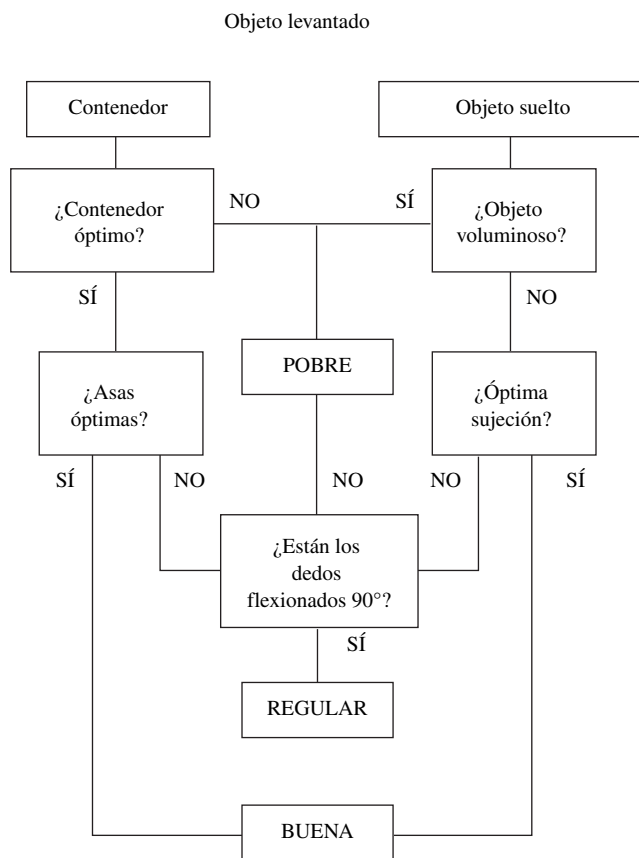 Objeto levantado
Contenedor
Objeto suelto
¿Contenedor
óptimo?
NO
SÍ
¿Objeto
voluminoso?
SÍ
NO
¿Asas
óptimas?
POBRE
¿Óptima
sujeción?
SÍ
NO
NO
NO
SÍ
¿Están los
dedos
flexionados 90°?
SÍ
REGULAR
BUENA